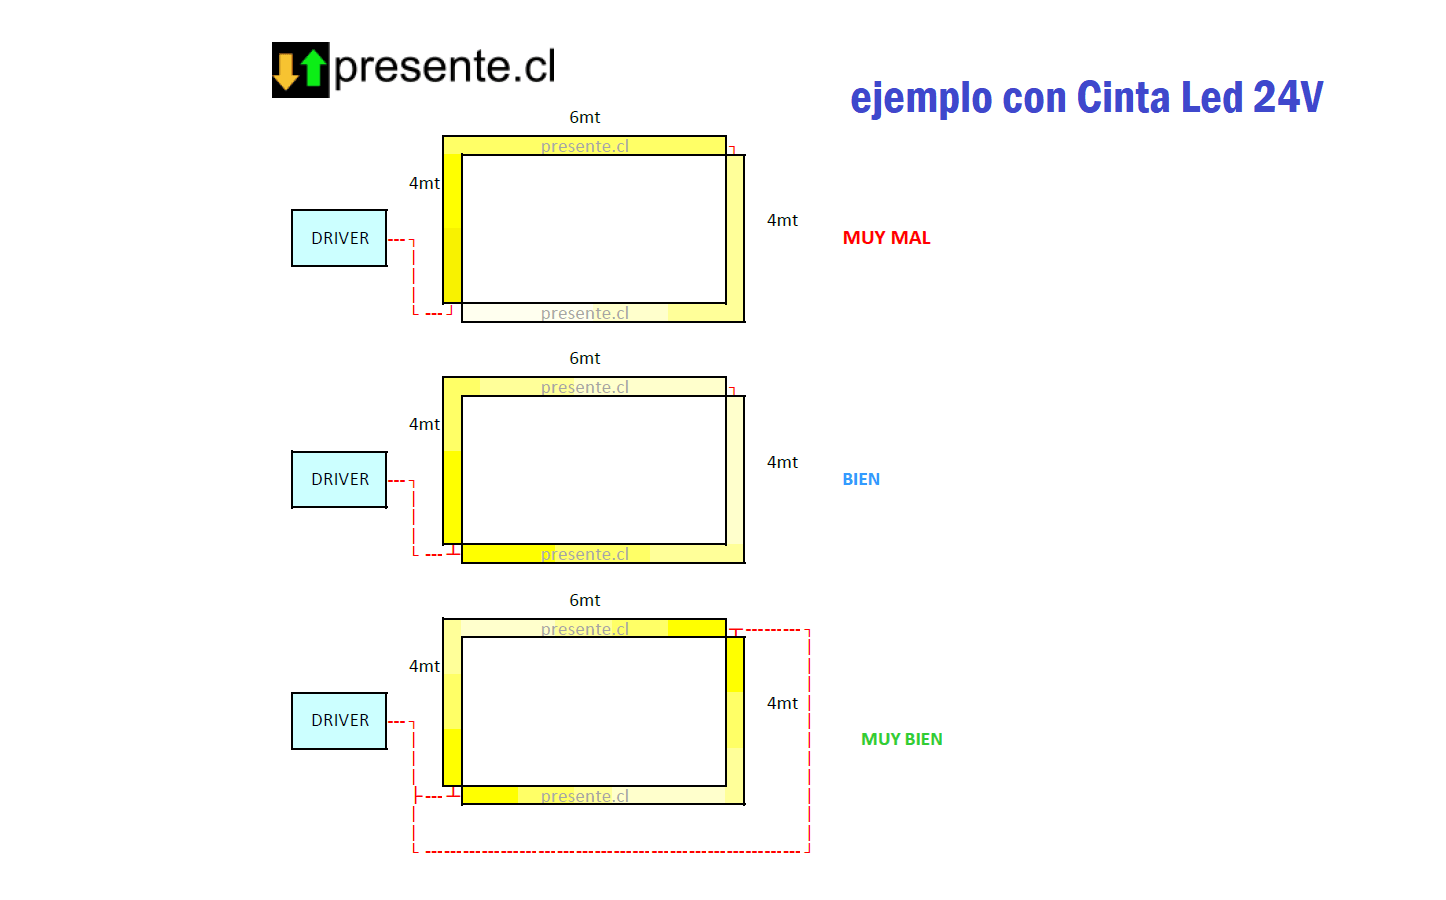 presente.cl
ejemplo con Cinta Led 24V
6mt
presente.cl
4mt
4mt
DRIVER
MUY MAL
presente.cl
6mt
presente.cl
4mt
4mt
DRIVER
BIEN
presente.cl
6mt
presente.cl
4mt
4mt
DRIVER
MUY BIEN
presente.cl